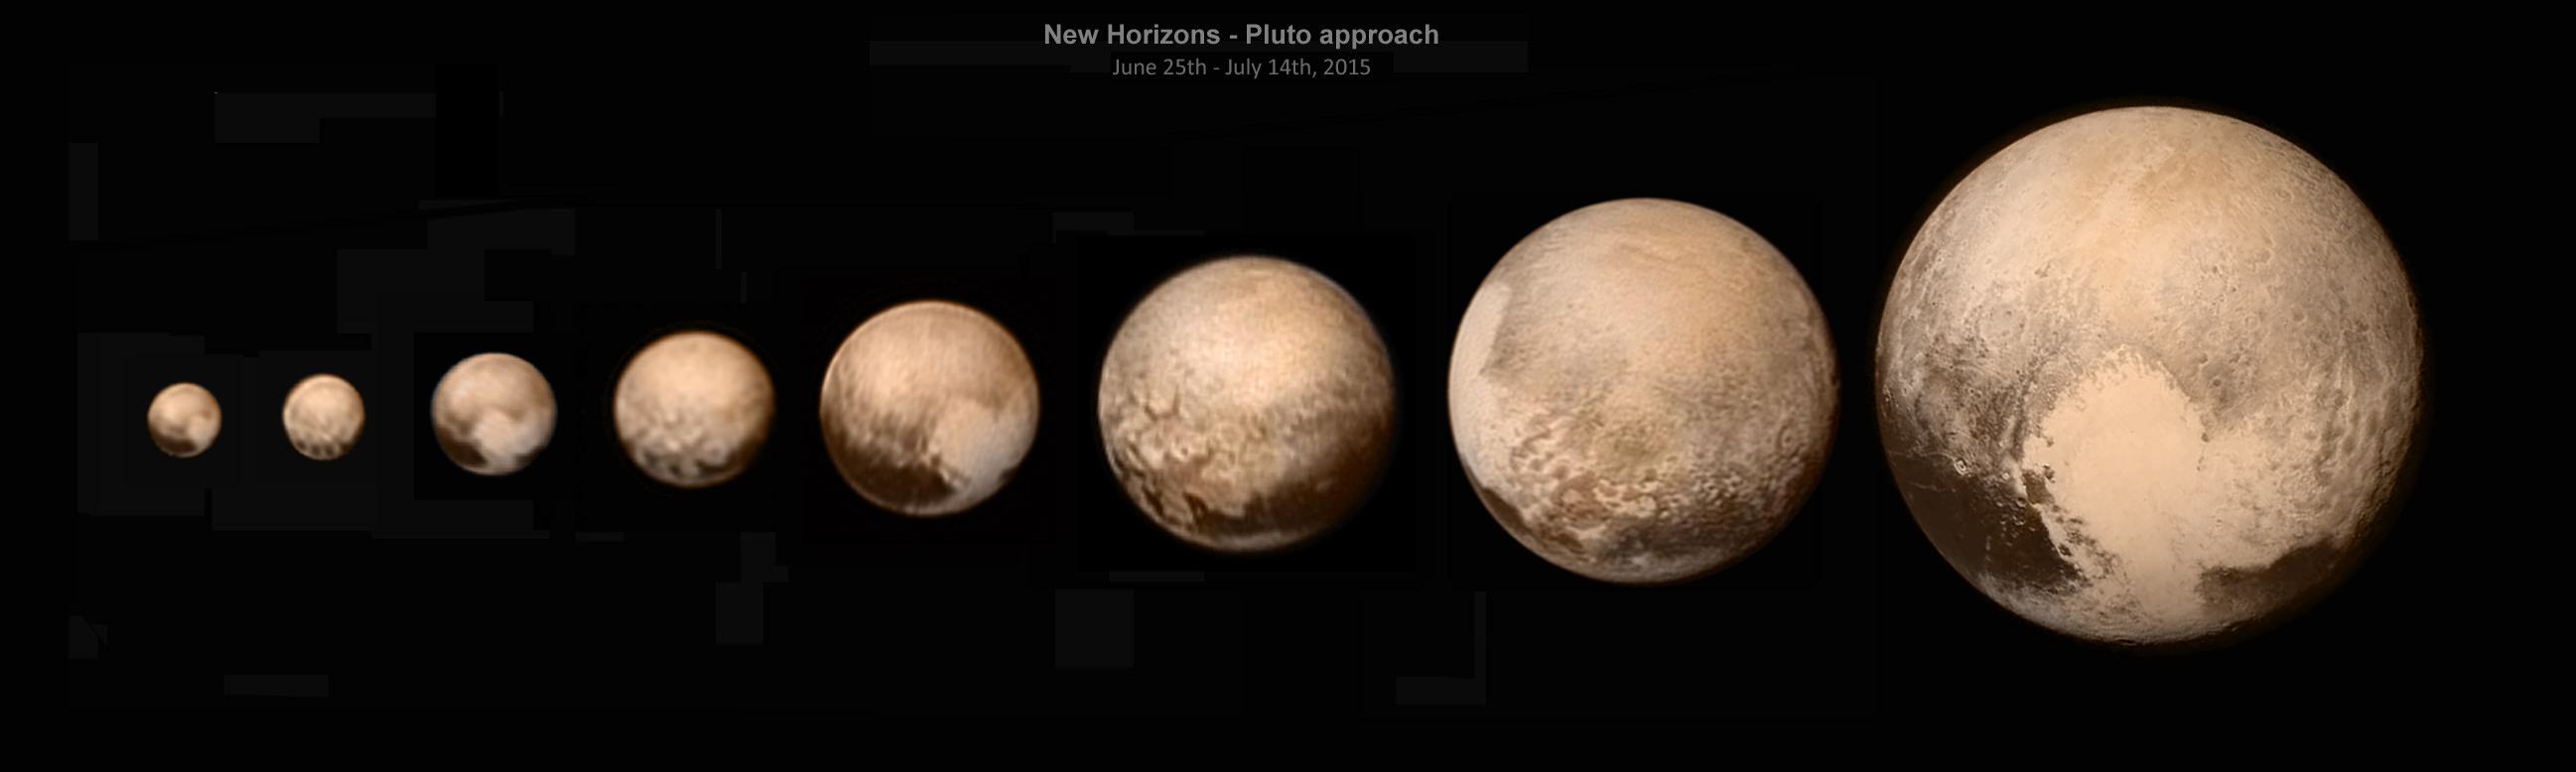 New Horizons - Pluto approach
June 25th - July 14th, 2015